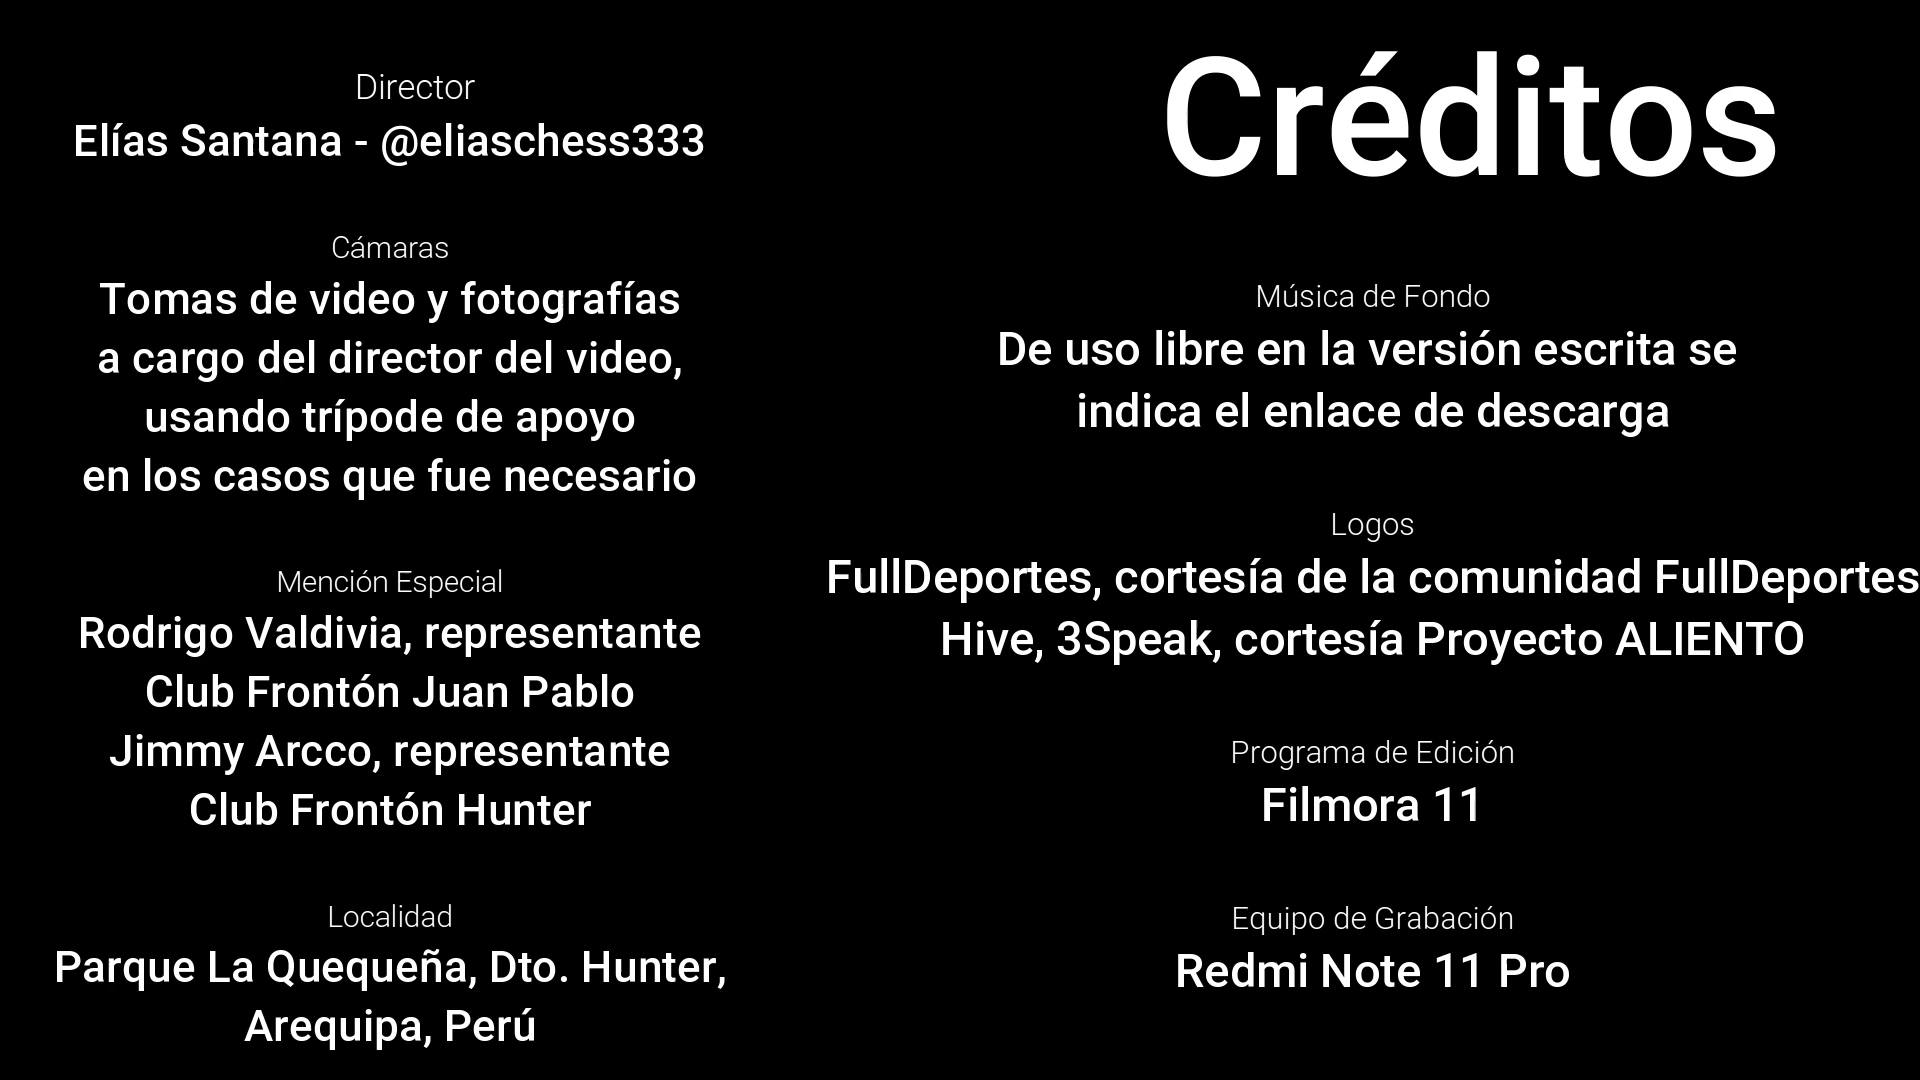 Créditos
Director
Elías Santana - @eliaschess333
Cámaras
Tomas de video y fotografías
a cargo del director del video,
usando trípode de apoyo
en los casos que fue necesario
Mención Especial
Rodrigo Valdivia, representante
Club Frontón Juan Pablo
Jimmy Arcco, representante
Club Frontón Hunter
Localidad
Parque La Quequeña, Dto. Hunter,
Arequipa, Perú
Música de Fondo
De uso libre en la versión escrita se
indica el enlace de descarga
Logos
FullDeportes, cortesía de la comunidad FullDeportes
Hive, 3Speak, cortesía Proyecto ALIENTO
Programa de Edición
Filmora 11
Equipo de Grabación
Redmi Note 11 Pro